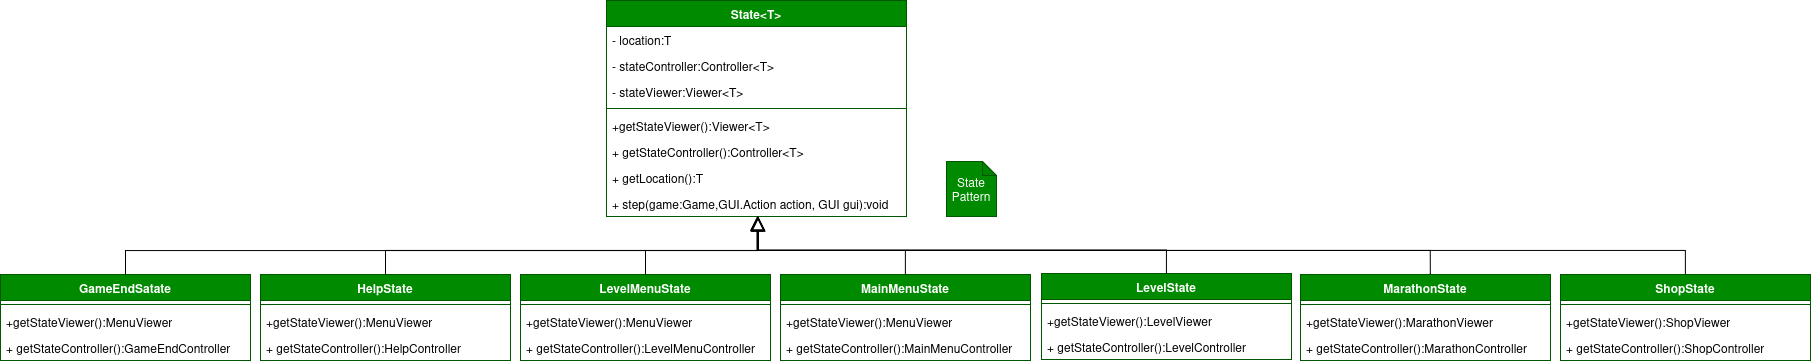 State<T>
- location:T
- stateController:Controller<T>
- stateViewer:Viewer<T>
+getStateViewer():Viewer<T>
+ getStateController():Controller<T>
+ getLocation():T
+ step(game:Game,GUI.Action action, GUI gui):void
State
Pattern
GameEndSatate
+getStateViewer():MenuViewer
+ getStateController():GameEndController
HelpState
+getStateViewer():MenuViewer
+ getStateController():HelpController
LevelMenuState
+getStateViewer():MenuViewer
+ getStateController():LevelMenuController
MainMenuState
+getStateViewer():MenuViewer
+ getStateController():MainMenuController
LevelState
+getStateViewer():LevelViewer
+ getStateController():LevelController
MarathonState
+getStateViewer():MarathonViewer
+ getStateController():MarathonController
ShopState
+getStateViewer():ShopViewer
+ getStateController():ShopController